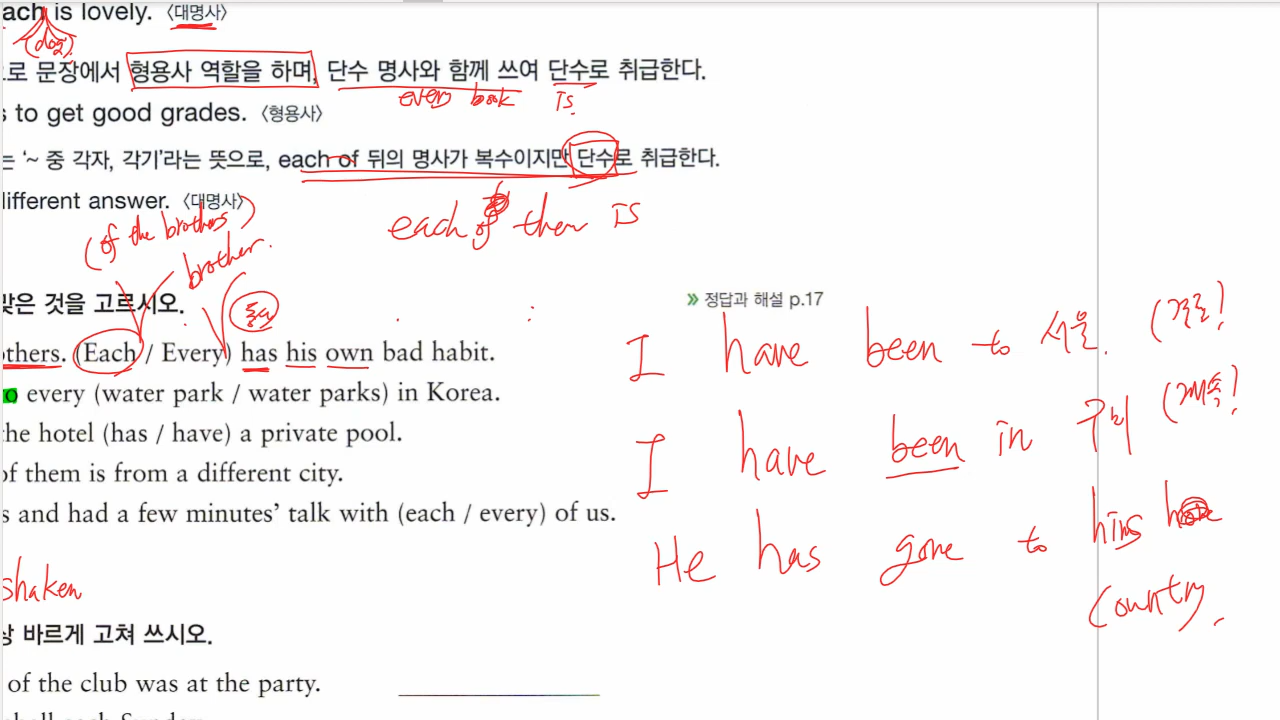 ach is lovely. 〈대명사〉
(dog)
로 문장에서 형용사 역할을 하며, 단수 명사와 함께 쓰여 단수로 취급한다.
every book is
s to get good grades. 〈형용사〉
는 '~ 중 각자, 각기'라는 뜻으로, each of 뒤의 명사가 복수이지만 단수로 취급한다.
ifferent answer. 〈대명사〉
each of them is
(of the brothers)
brother.
맞은 것을 고르시오.
» 정답과 해설 p.17
thers. (Each / Every) has his own bad habit.
I have been to 서울.
every (water park / water parks) in Korea.
the hotel (has / have) a private pool.
I have been in
of them is from a different city.
s and had a few minutes' talk with (each / every) of us.
He has gone to his
country.
shaken
상 바르게 고쳐 쓰시오.
of the club was at the party.